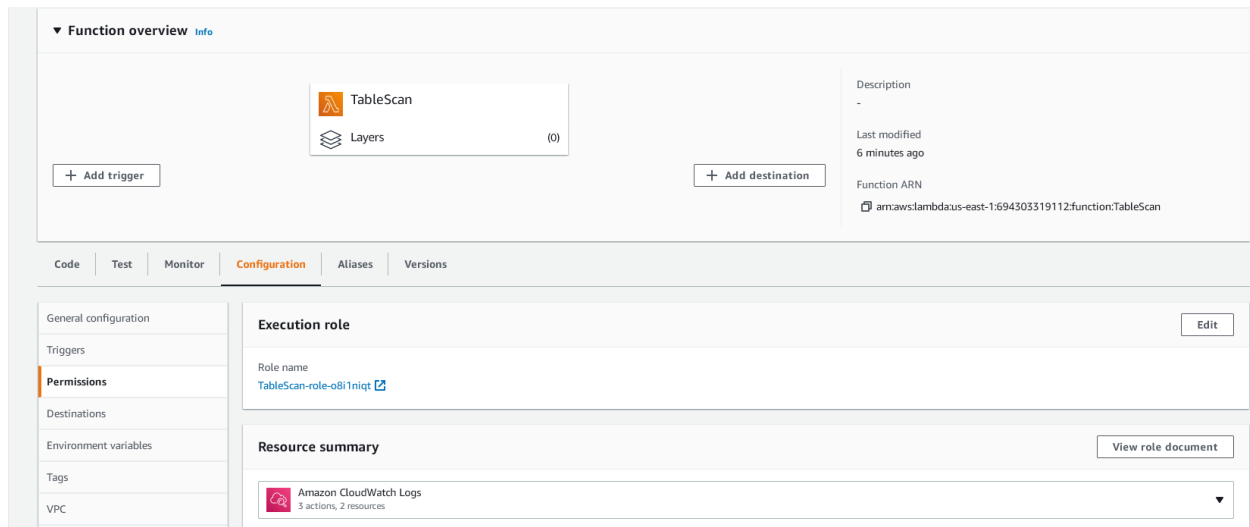 ▼ Function overview Info
TableScan
Layers (0)
+ Add trigger
+ Add destination
Description
-
Last modified
6 minutes ago
Function ARN
arn:aws:lambda:us-east-1:694303319112:function:TableScan
Code Test Monitor Configuration Aliases Versions
General configuration
Triggers
Permissions
Destinations
Environment variables
Tags
VPC
Execution role Edit
Role name
TableScan-role-o8i1niqt
Resource summary View role document
Amazon CloudWatch Logs
3 actions, 2 resources